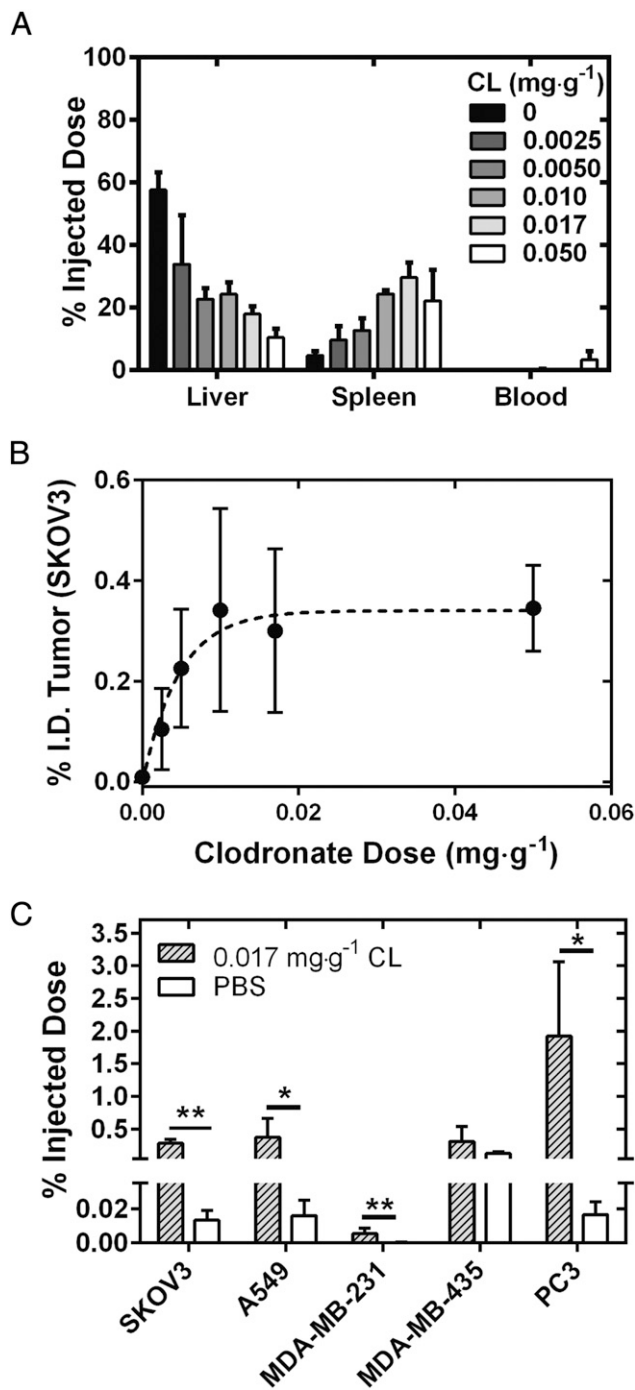 A
% Injected Dose
100
80
60
40
20
0
CL (mg·g⁻¹)
0
0.0025
0.0050
0.010
0.017
0.050
Liver Spleen Blood
B
% I.D. Tumor (SKOV3)
0.6
0.4
0.2
0.0
0.00 0.02 0.04 0.06
Clodronate Dose (mg·g⁻¹)
C
% Injected Dose
3.5
3.0
2.5
2.0
1.5
1.0
0.5
0.02
0.00
0.017 mg·g⁻¹ CL
PBS
**
*
**
*
SKOV3
A549
MDA-MB-231
MDA-MB-435
PC3